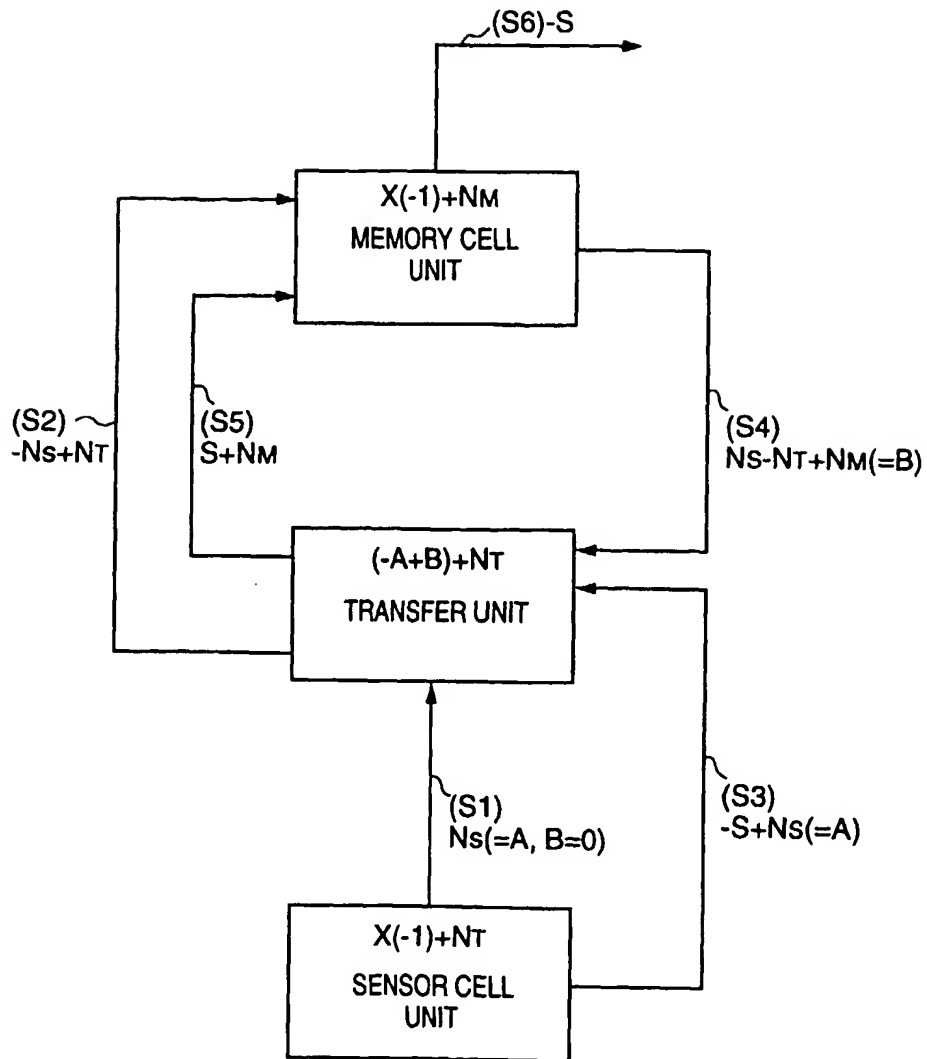 (S6)-S
X(-1)+NM
MEMORY CELL
UNIT
(S2)
-NS+NT
(S5)
S+NM
(S4)
NS-NT+NM(=B)
(-A+B)+NT
TRANSFER UNIT
(S1)
NS(=A, B=0)
(S3)
-S+NS(=A)
X(-1)+NT
SENSOR CELL
UNIT